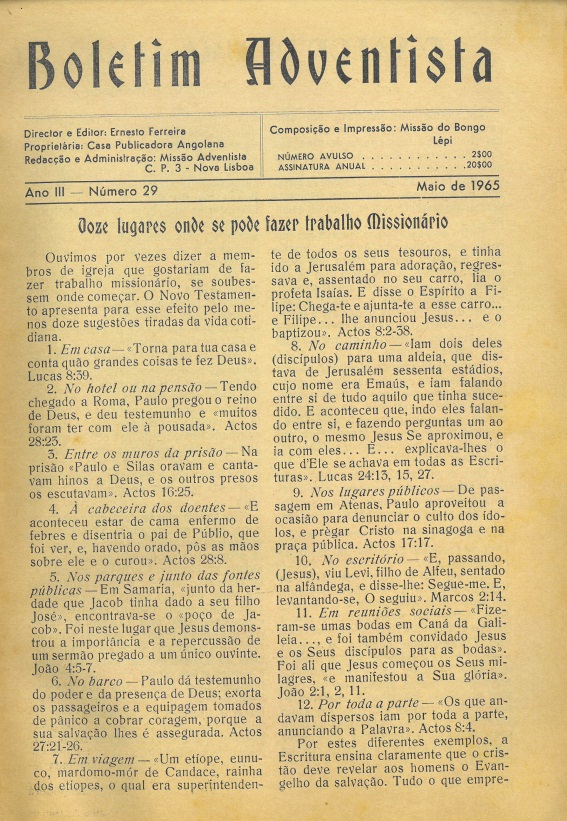 Boletim Adventista
Director e Editor: Ernesto Ferreira
Proprietária: Casa Publicadora Angolana
Redacção e Administração: Missão Adventista
C. P. 3 - Nova Lisboa
Composição e Impressão: Missão do Bongo
Lépi
NÚMERO AVULSO . . . . . . . . . . . . 2$00
ASSINATURA ANUAL . . . . . . . . . . . 20$00
Ano III — Número 29
Maio de 1965
Doze lugares onde se pode fazer trabalho Missionário
Ouvimos por vezes dizer a mem-
bros de igreja que gostariam de fa-
zer trabalho missionário, se soubes-
sem onde começar. O Novo Testamen-
to apresenta para esse efeito pelo me-
nos doze sugestões tiradas da vida coti-
diana.
1. Em casa — «Torna para tua casa e
conta quão grandes coisas te fez Deus».
Lucas 8:39.
2. No hotel ou na pensão — Tendo
chegado a Roma, Paulo pregou o reino
de Deus, e deu testemunho e «muitos
foram ter com ele à pousada». Actos
28:23.
3. Entre os muros da prisão — Na
prisão «Paulo e Silas oravam e canta-
vam hinos a Deus, e os outros presos
os escutavam». Actos 16:25.
4. À cabeceira dos doentes — «E
aconteceu estar de cama enfermo de
febres e disentria o pai de Públio, que
foi ver, e, havendo orado, pôs as mãos
sobre ele e o curou». Actos 28:8.
5. Nos parques e junto das fontes
públicas — Em Samaria, «junto da her-
dade que Jacob tinha dado a seu filho
José», encontrava-se o «poço de Ja-
cob». Foi neste lugar que Jesus demons-
trou a importância e a repercussão de
um sermão pregado a um único ouvinte.
João 4:5-7.
6. No barco — Paulo dá testemunho
do poder e da presença de Deus; exorta
os passageiros e a equipagem tomados
de pânico a cobrar coragem, porque a
sua salvação lhes é assegurada. Actos
27:21-26.
7. Em viagem — «Um etíope, eunu-
co, mardomo-mór de Candace, rainha
dos etiopes, o qual era superintenden-
te de todos os seus tesouros, e tinha
ido a Jerusalém para adoração, regres-
sava e, assentado no seu carro, lia o
profeta Isaías. E disse o Espírito a Fi-
lipe: Chega-te e ajunta-te a esse carro...
e Filipe... lhe anunciou Jesus... e o
baptizou». Actos 8:2-38.
8. No caminho — «Iam dois deles
(discípulos) para uma aldeia, que dis-
tava de Jerusalém sessenta estádios,
cujo nome era Emaús, e iam falando
entre si de tudo aquilo que tinha suce-
dido. E aconteceu que, indo eles falan-
do entre si, e fazendo perguntas um ao
outro, o mesmo Jesus Se aproximou, e
ia com eles... E... explicava-lhes o
que d'Ele se achava em todas as Escri-
turas». Lucas 24:13, 15, 27.
9. Nos lugares públicos — De pas-
sagem em Atenas, Paulo aproveitou a
ocasião para denunciar o culto dos ído-
los, e prègar Cristo na sinagoga e na
praça pública. Actos 17:17.
10. No escritório — «E, passando,
(Jesus), viu Levi, filho de Alfeu, sentado
na alfândega, e disse-lhe: Segue-me. E,
levantando-se, O seguiu». Marcos 2:14.
11. Em reuniões sociais — «Fize-
ram-se umas bodas em Caná da Gali-
leia..., e foi também convidado Jesus
e os Seus discípulos para as bodas».
Foi ali que Jesus começou os Seus mi-
lagres, «e manifestou a Sua glória».
João 2:1, 2, 11.
12. Por toda a parte — «Os que an-
davam dispersos iam por toda a parte,
anunciando a Palavra». Actos 8:4.
Por estes diferentes exemplos, a
Escritura ensina claramente que o cris-
tão deve revelar aos homens o Evan-
gelho da salvação. Tudo o que empre-